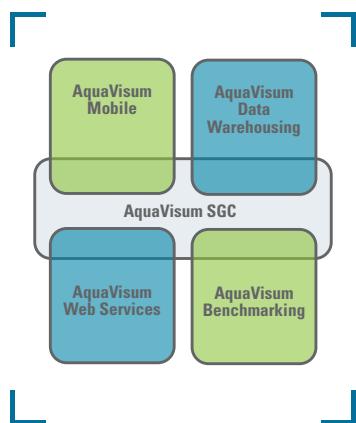 AquaVisum
Mobile
AquaVisum
Data
Warehousing
AquaVisum SGC
AquaVisum
Web Services
AquaVisum
Benchmarking